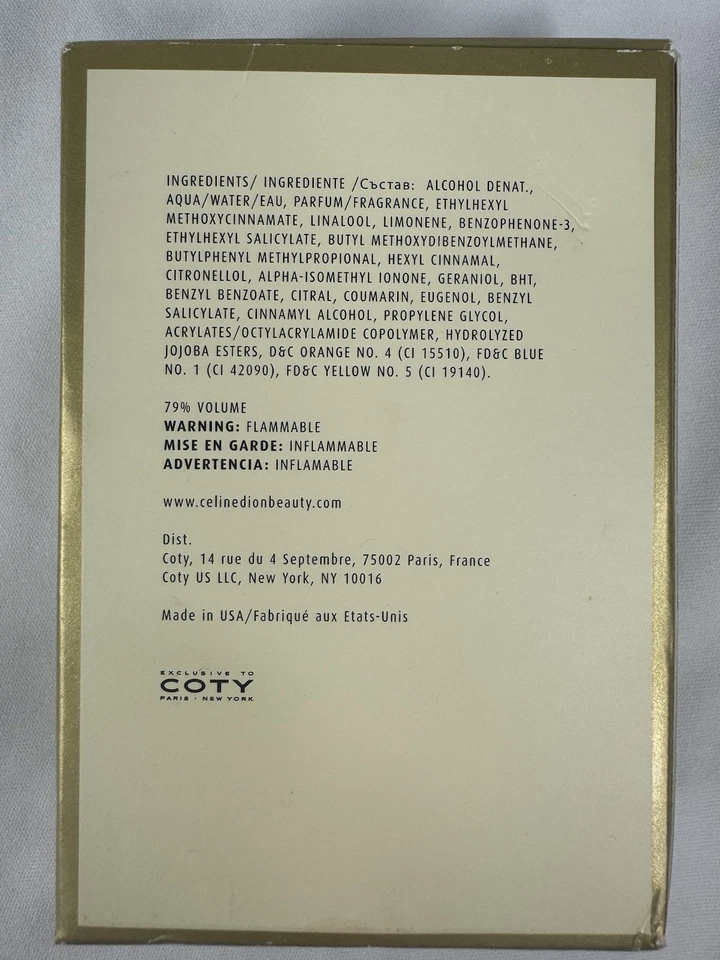 INGREDIENTS/ INGREDIENTE /Състав: ALCOHOL DENAT.,
AQUA/WATER/EAU, PARFUM/FRAGRANCE, ETHYLHEXYL
METHOXYCINNAMATE, LINALOOL, LIMONENE, BENZOPHENONE-3,
ETHYLHEXYL SALICYLATE, BUTYL METHOXYDIBENZOYLMETHANE,
BUTYLPHENYL METHYLPROPIONAL, HEXYL CINNAMAL,
CITRONELLOL, ALPHA-ISOMETHYL IONONE, GERANIOL, BHT,
BENZYL BENZOATE, CITRAL, COUMARIN, EUGENOL, BENZYL
SALICYLATE, CINNAMYL ALCOHOL, PROPYLENE GLYCOL,
ACRYLATES/OCTYLACRYLAMIDE COPOLYMER, HYDROLYZED
JOJOBA ESTERS, D&C ORANGE NO. 4 (CI 15510), FD&C BLUE
NO. 1 (CI 42090), FD&C YELLOW NO. 5 (CI 19140).
79% VOLUME
WARNING: FLAMMABLE
MISE EN GARDE: INFLAMMABLE
ADVERTENCIA: INFLAMABLE
www.celinedionbeauty.com
Dist.
Coty, 14 rue du 4 Septembre, 75002 Paris, France
Coty US LLC, New York, NY 10016
Made in USA/Fabriqué aux Etats-Unis
EXCLUSIVE TO
COTY
PARIS · NEW YORK